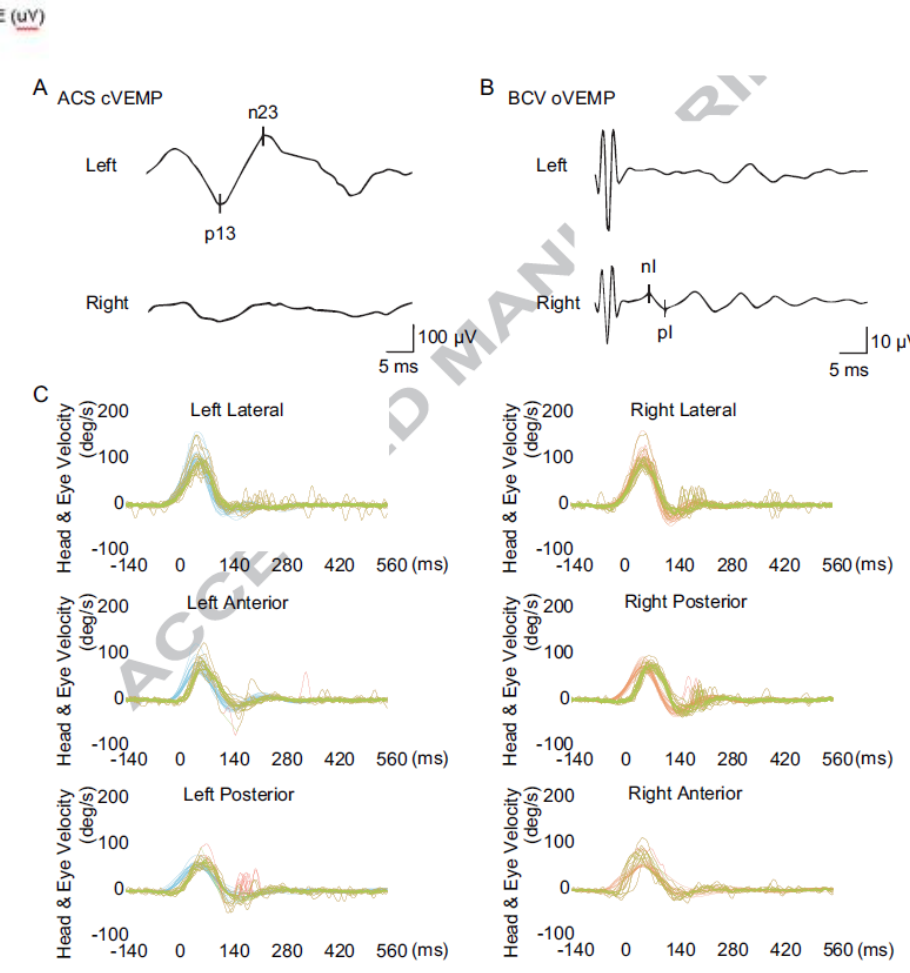 E (uV)
A ACS cVEMP
n23
Left
p13
Right
100 µV
5 ms
B BCV oVEMP
Left
nI
Right
pI
10 µV
5 ms
ACCE
D MAN
RI
C
Left Lateral
Head & Eye Velocity
(deg/s)
200
100
0
-100
-140 0 140 280 420 560 (ms)
Right Lateral
Head & Eye Velocity
(deg/s)
200
100
0
-100
-140 0 140 280 420 560 (ms)
Left Anterior
Head & Eye Velocity
(deg/s)
200
100
0
-100
-140 0 140 280 420 560 (ms)
Right Posterior
Head & Eye Velocity
(deg/s)
200
100
0
-100
-140 0 140 280 420 560 (ms)
Left Posterior
Head & Eye Velocity
(deg/s)
200
100
0
-100
-140 0 140 280 420 560 (ms)
Right Anterior
Head & Eye Velocity
(deg/s)
200
100
0
-100
-140 0 140 280 420 560 (ms)